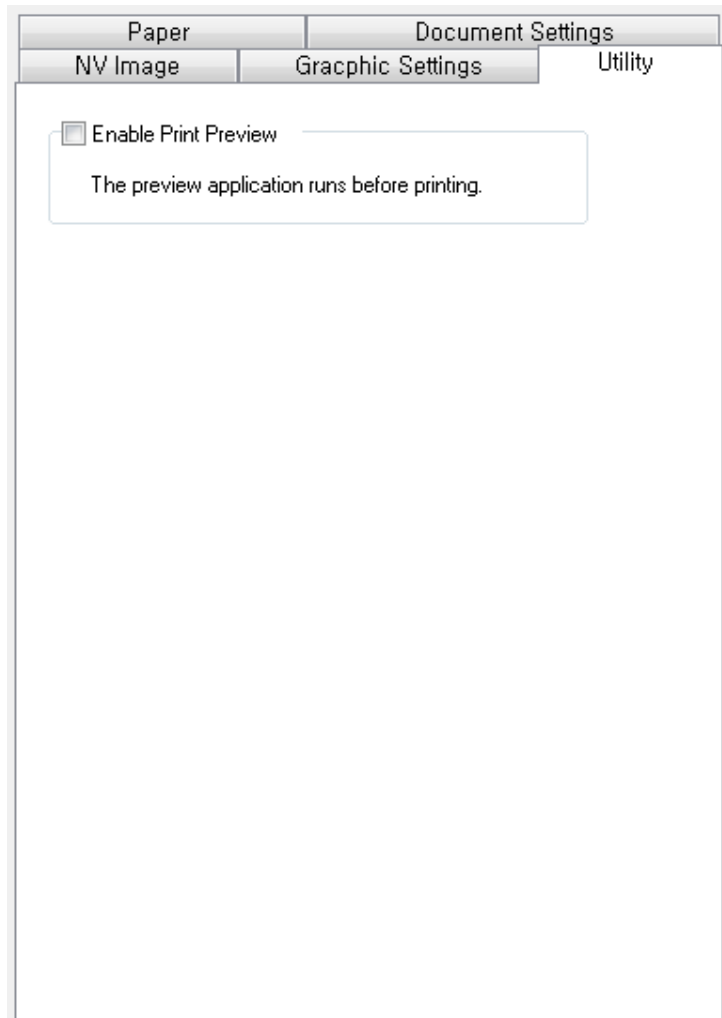 Paper
Document Settings
NV Image
Gracphic Settings
Utility
Enable Print Preview
The preview application runs before printing.